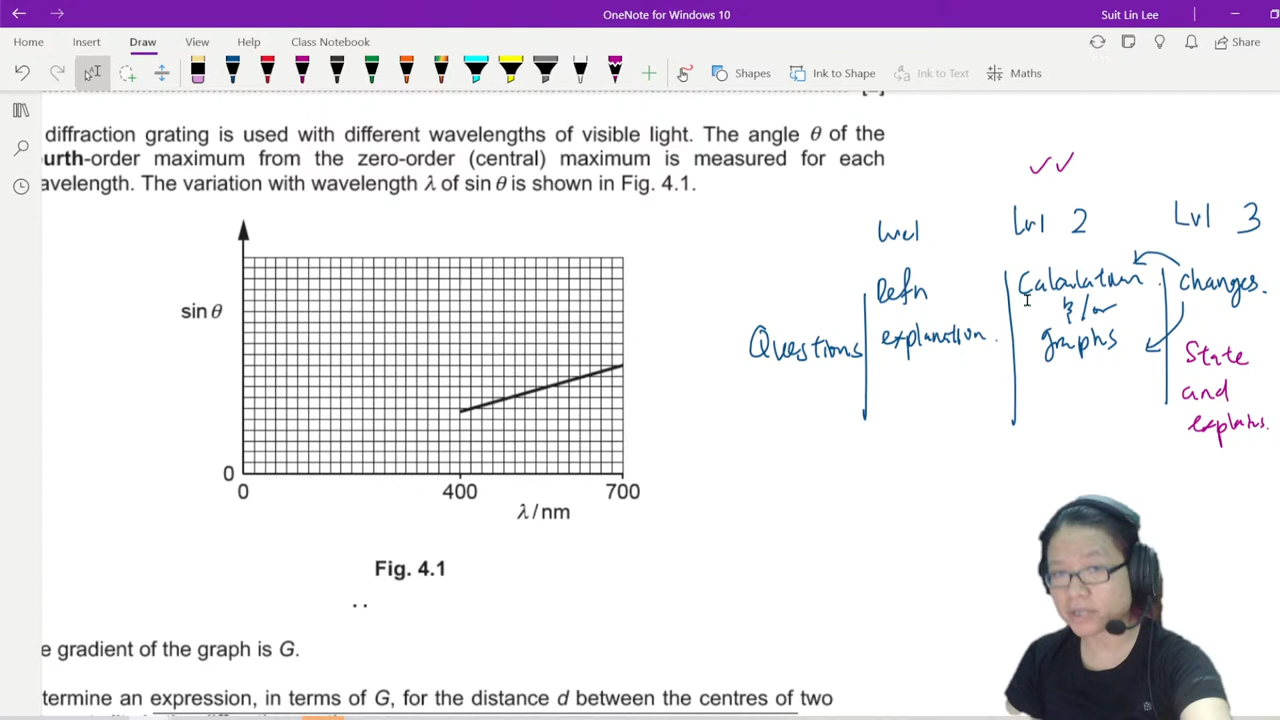 OneNote for Windows 10
Suit Lin Lee
Home Insert Draw View Help Class Notebook
Share
Shapes Ink to Shape Ink to Text Maths
diffraction grating is used with different wavelengths of visible light. The angle θ of the
urth-order maximum from the zero-order (central) maximum is measured for each
avelength. The variation with wavelength λ of sin θ is shown in Fig. 4.1.
sin θ
0
0 400 700
λ/nm
Fig. 4.1
e gradient of the graph is G.
termine an expression, in terms of G, for the distance d between the centres of two
Lvl 2 Lvl 3
Defn
explanation.
Questions
Calculation
&/or
graphs
changes.
State
and